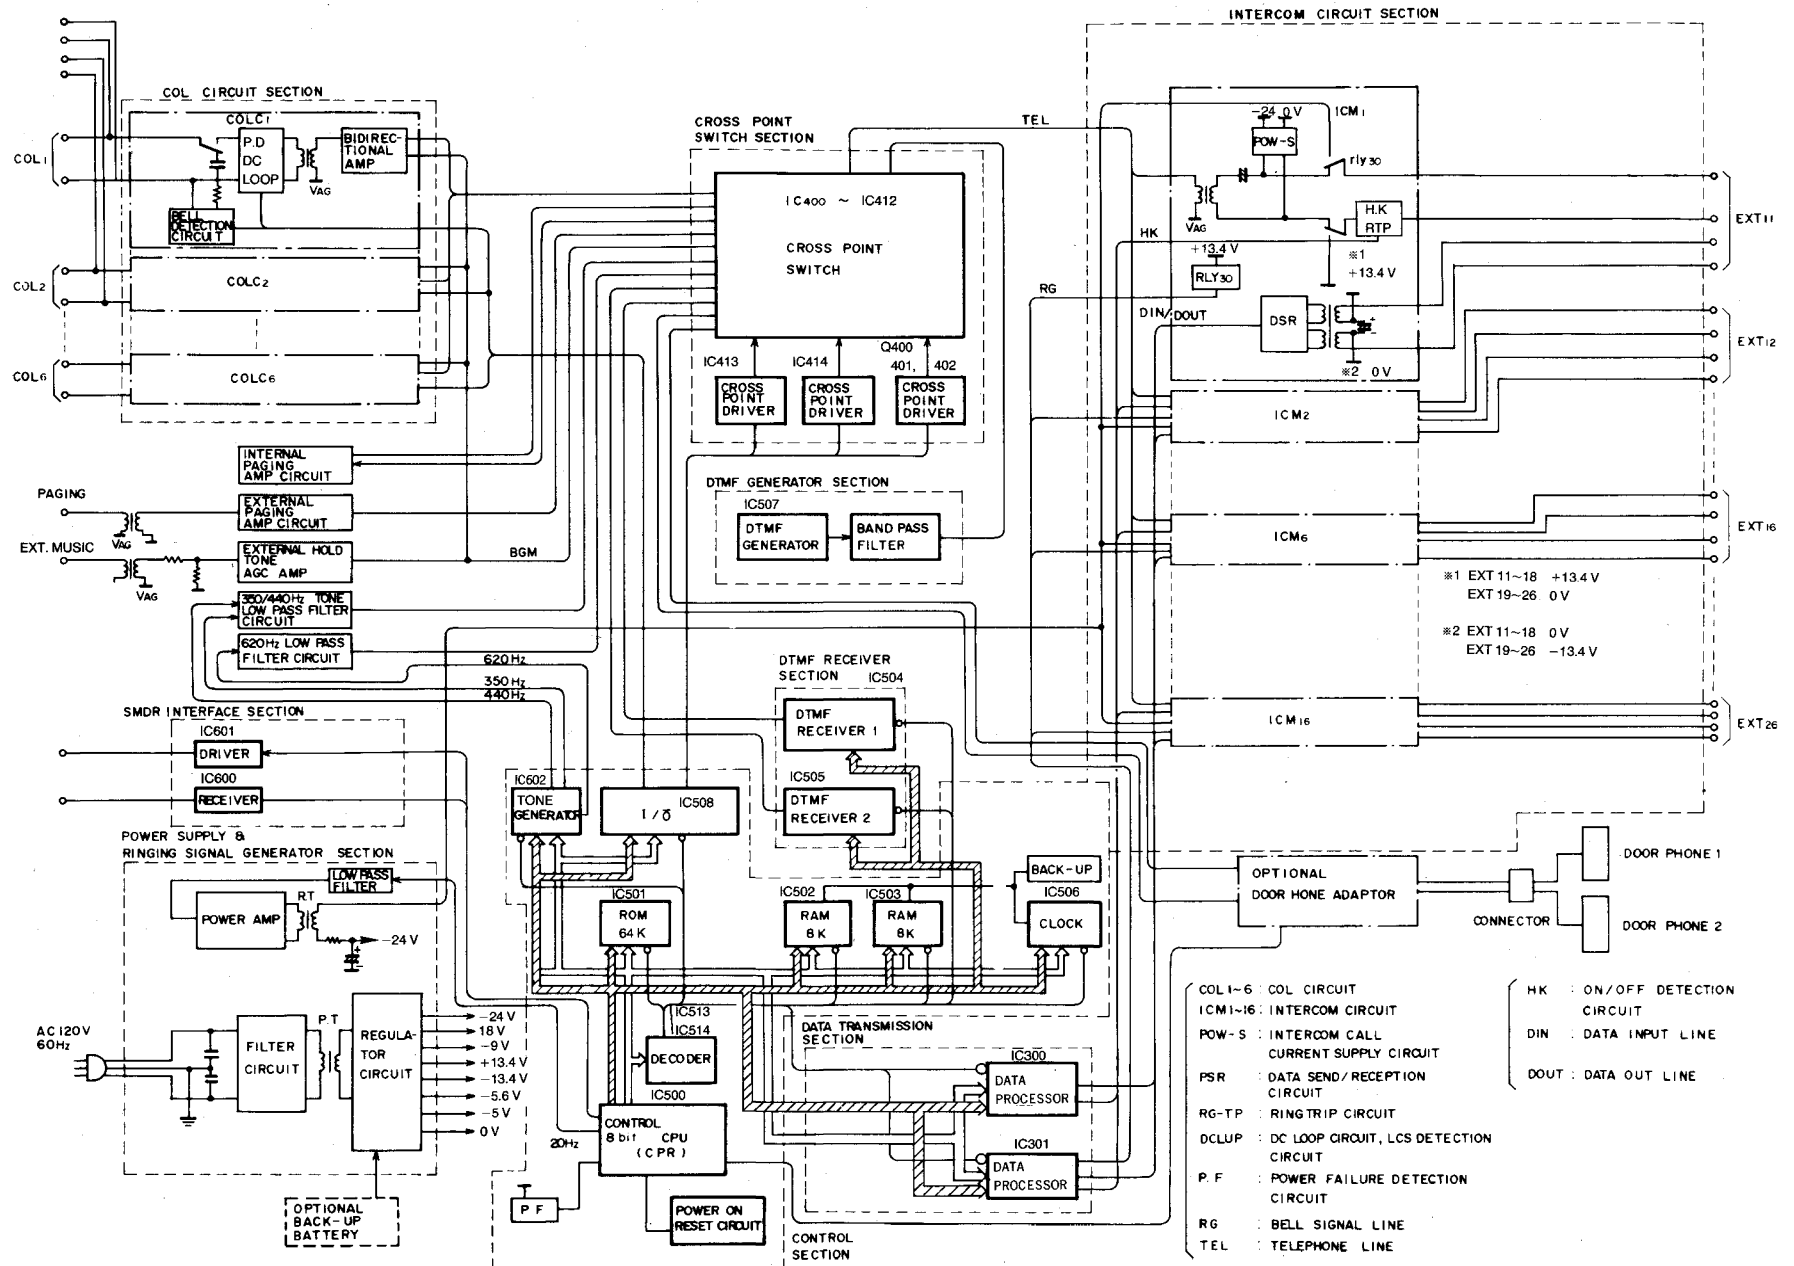 INTERCOM CIRCUIT SECTION
COL CIRCUIT SECTION
COLC1
P.D
DC
LOOP
BIDIREC-
TIONAL
AMP
VAG
BELL
DETECTION
CIRCUIT
COL1
COL2
COLC2
COL6
COLC6
CROSS POINT
SWITCH SECTION
IC400 ~ IC412
CROSS POINT
SWITCH
IC413
IC414
Q400
401, 402
CROSS
POINT
DRIVER
CROSS
POINT
DRIVER
CROSS
POINT
DRIVER
TEL
HK
RG
DIN/DOUT
-24 0V
ICM1
POW-S
rly30
VAG
H.K
RTP
+13.4V
RLY30
※1
+13.4V
DSR
+
-
※2 0V
EXT11
EXT12
ICM2
EXT16
ICM6
※1 EXT 11~18 +13.4V
EXT 19~26 0V
※2 EXT 11~18 0V
EXT 19~26 -13.4V
ICM16
EXT26
INTERNAL
PAGING
AMP CIRCUIT
PAGING
VAG
EXTERNAL
PAGING
AMP CIRCUIT
EXT. MUSIC
VAG
EXTERNAL HOLD
TONE
AGC AMP
BGM
350/440Hz TONE
LOW PASS FILTER
CIRCUIT
620Hz LOW PASS
FILTER CIRCUIT
620Hz
350Hz
440Hz
DTMF GENERATOR SECTION
IC507
DTMF
GENERATOR
BAND PASS
FILTER
DTMF RECEIVER
SECTION
IC504
DTMF
RECEIVER 1
IC505
DTMF
RECEIVER 2
SMDR INTERFACE SECTION
IC601
DRIVER
IC600
RECEIVER
IC602
TONE
GENERATOR
IC508
I/O
POWER SUPPLY &
RINGING SIGNAL GENERATOR SECTION
LOW PASS
FILTER
POWER AMP
R.T
-24V
+
-
AC120V
60Hz
FILTER
CIRCUIT
P.T
REGULA-
TOR
CIRCUIT
-24V
18V
-9V
+13.4V
-13.4V
-5.6V
-5V
0V
OPTIONAL
BACK-UP
BATTERY
IC501
ROM
64K
IC502
RAM
8K
IC503
RAM
8K
BACK-UP
IC506
CLOCK
IC513
IC514
DECODER
IC500
CONTROL
8bit CPU
(CPR)
20Hz
P F
POWER ON
RESET CIRCUIT
CONTROL
SECTION
DATA TRANSMISSION
SECTION
IC300
DATA
PROCESSOR
IC301
DATA
PROCESSOR
OPTIONAL
DOOR HONE ADAPTOR
CONNECTOR
DOOR PHONE 1
DOOR PHONE 2
COL 1~6 : COL CIRCUIT
ICM1~16 : INTERCOM CIRCUIT
POW-S : INTERCOM CALL
CURRENT SUPPLY CIRCUIT
PSR : DATA SEND/RECEPTION
CIRCUIT
RG-TP : RINGTRIP CIRCUIT
DCLUP : DC LOOP CIRCUIT, LCS DETECTION
CIRCUIT
P.F : POWER FAILURE DETECTION
CIRCUIT
RG : BELL SIGNAL LINE
TEL : TELEPHONE LINE
HK : ON/OFF DETECTION
CIRCUIT
DIN : DATA INPUT LINE
DOUT : DATA OUT LINE